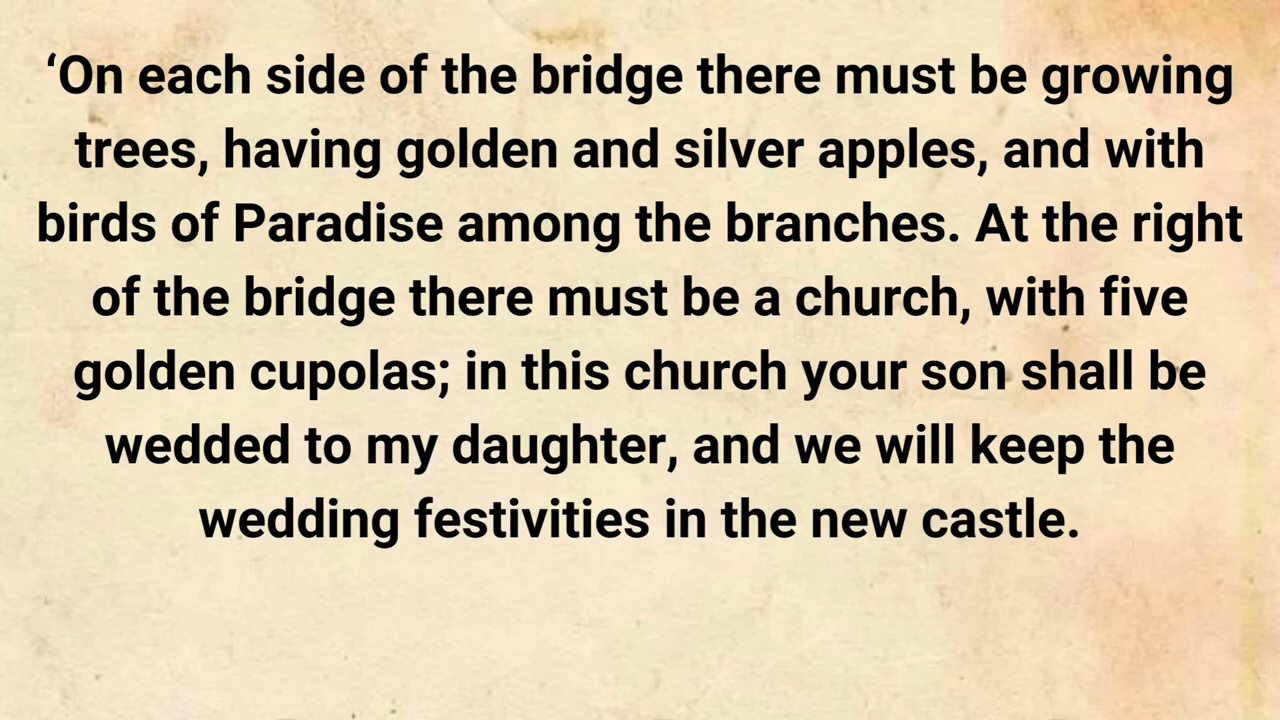 ‘On each side of the bridge there must be growing
trees, having golden and silver apples, and with
birds of Paradise among the branches. At the right
of the bridge there must be a church, with five
golden cupolas; in this church your son shall be
wedded to my daughter, and we will keep the
wedding festivities in the new castle.